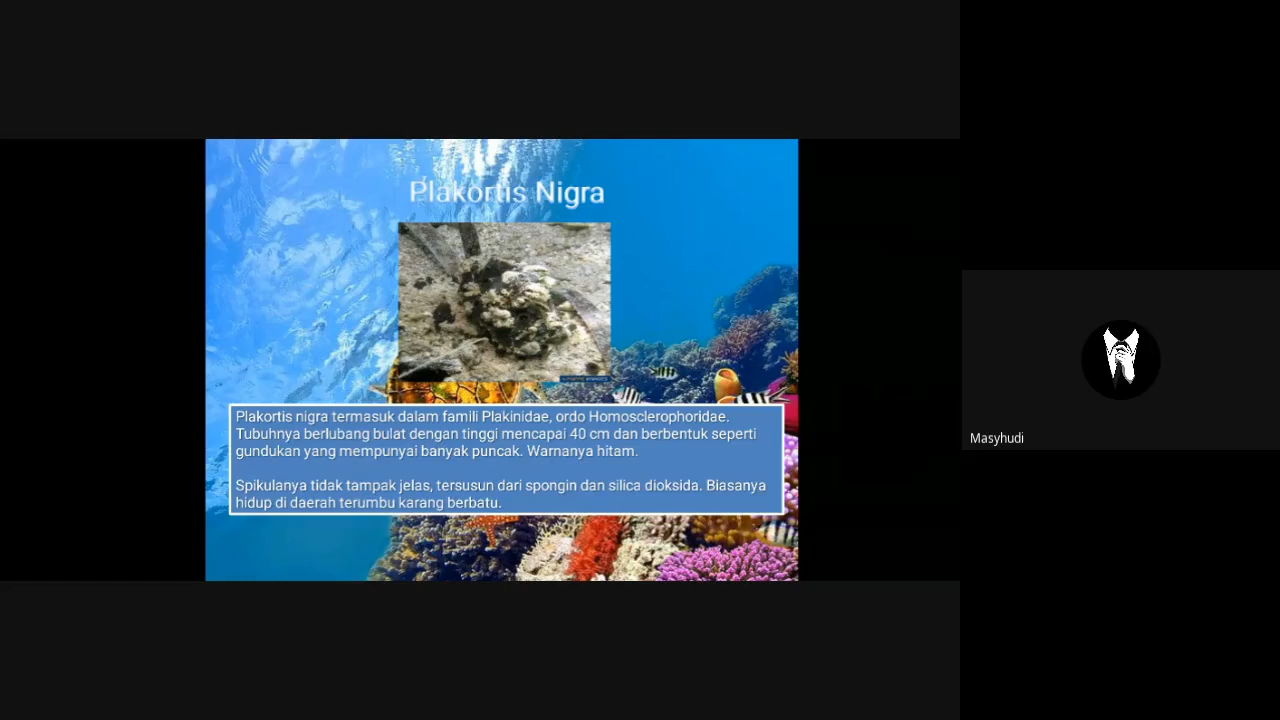 Plakortis Nigra
Plakortis nigra termasuk dalam famili Plakinidae, ordo Homosclerophoridae.
Tubuhnya berlubang bulat dengan tinggi mencapai 40 cm dan berbentuk seperti
gundukan yang mempunyai banyak puncak. Warnanya hitam.
Spikulanya tidak tampak jelas, tersusun dari spongin dan silica dioksida. Biasanya
hidup di daerah terumbu karang berbatu.
Masyhudi